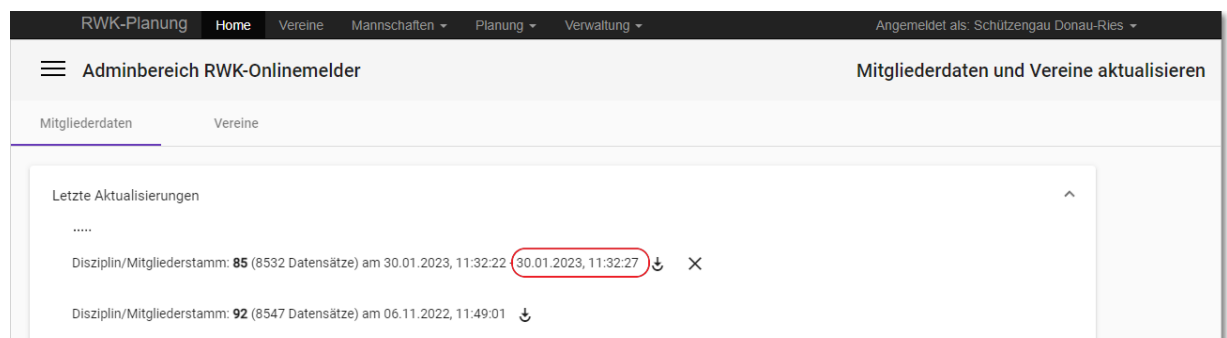 RWK-Planung Home Vereine Mannschaften Planung Verwaltung Angemeldet als: Schützengau Donau-Ries
Adminbereich RWK-Onlinemelder Mitgliederdaten und Vereine aktualisieren
Mitgliederdaten Vereine
Letzte Aktualisierungen
.....
Disziplin/Mitgliederstamm: 85 (8532 Datensätze) am 30.01.2023, 11:32:22 - 30.01.2023, 11:32:27
Disziplin/Mitgliederstamm: 92 (8547 Datensätze) am 06.11.2022, 11:49:01